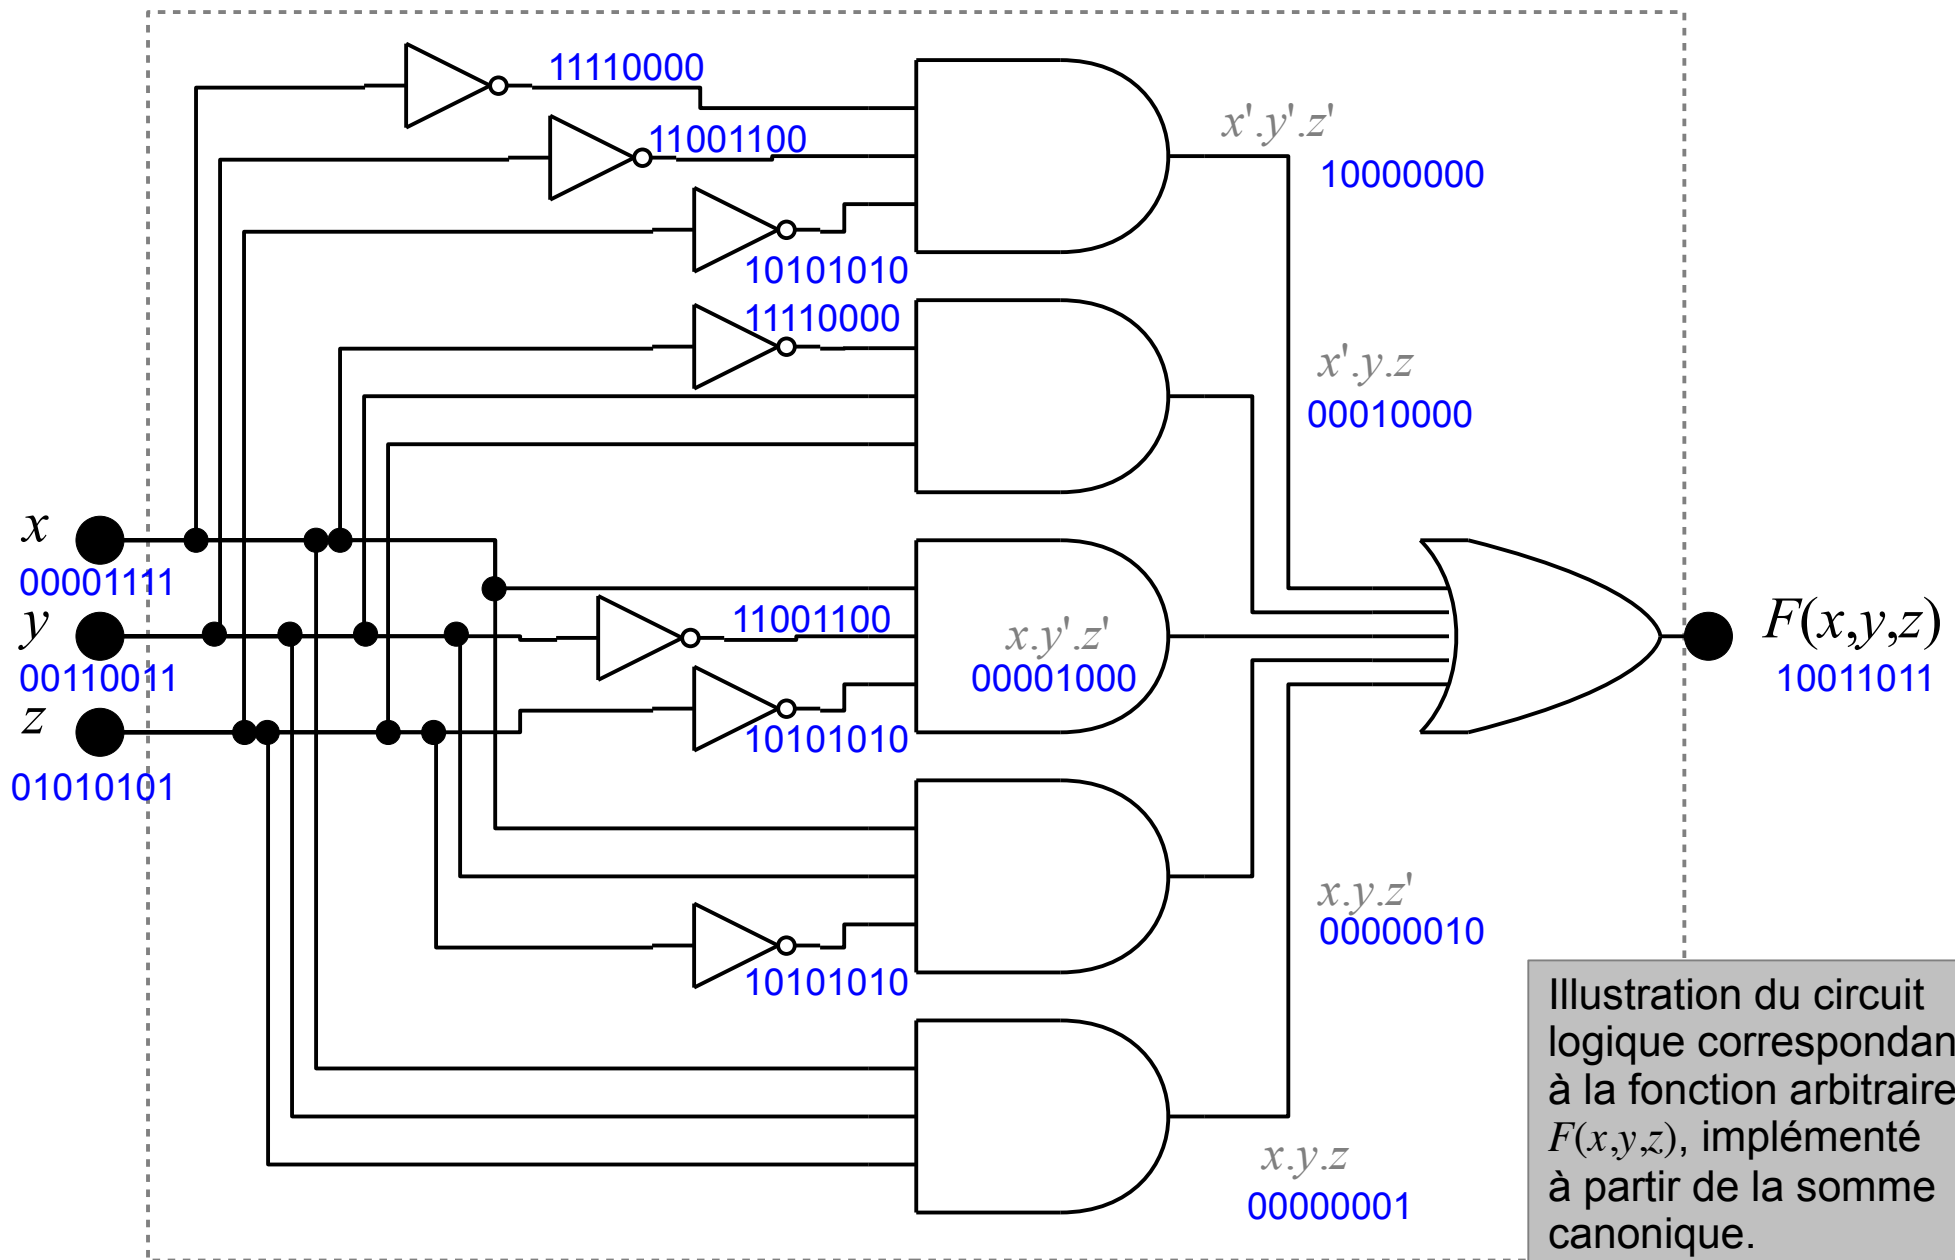 11110000
11001100
x'.y'.z'
10000000
10101010
11110000
x'.y.z
00010000
x
00001111
y
00110011
z
01010101
11001100
x.y'.z'
00001000
10101010
F(x,y,z)
10011011
x.y.z'
00000010
10101010
x.y.z
00000001
Illustration du circuit
logique correspondan
à la fonction arbitraire
F(x,y,z), implémenté
à partir de la somme
canonique.